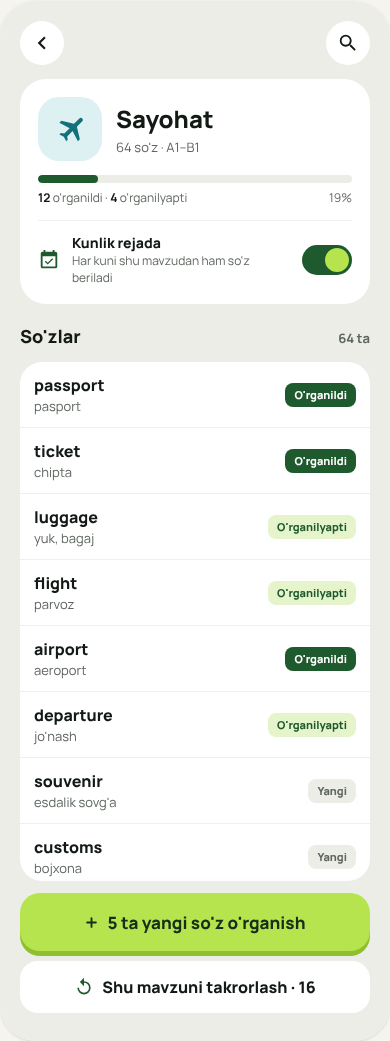 Sayohat
64 so'z · A1–B1
12 o'rganildi · 4 o'rganilyapti
19%
Kunlik rejada
Har kuni shu mavzudan ham so'z
beriladi
So'zlar
64 ta
passport
pasport
O'rganildi
ticket
chipta
O'rganildi
luggage
yuk, bagaj
O'rganilyapti
flight
parvoz
O'rganilyapti
airport
aeroport
O'rganildi
departure
jo'nash
O'rganilyapti
souvenir
esdalik sovg'a
Yangi
customs
bojxona
Yangi
+ 5 ta yangi so'z o'rganish
Shu mavzuni takrorlash · 16